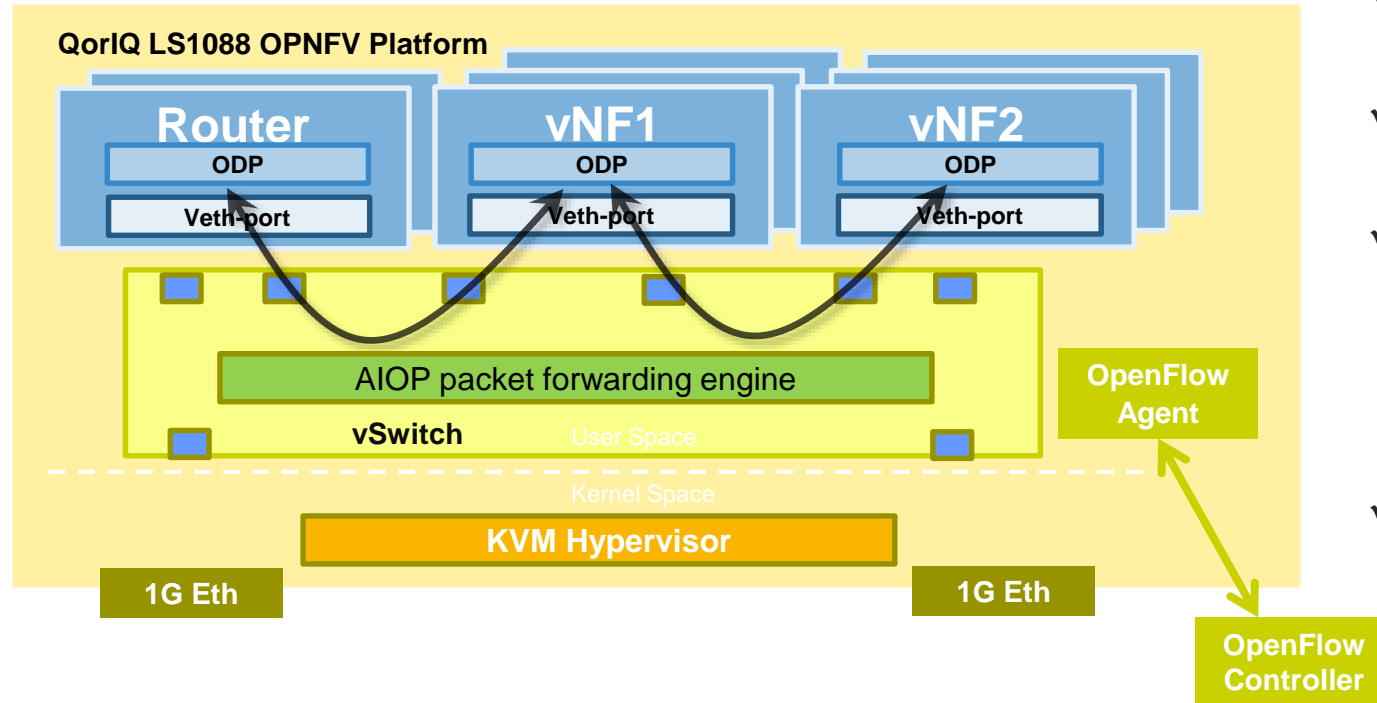 QorIQ LS1088 OPNFV Platform
Router
ODP
Veth-port
vNF1
ODP
Veth-port
vNF2
ODP
Veth-port
AIOP packet forwarding engine
vSwitch
User Space
Kernel Space
KVM Hypervisor
1G Eth
1G Eth
OpenFlow
Agent
OpenFlow
Controller